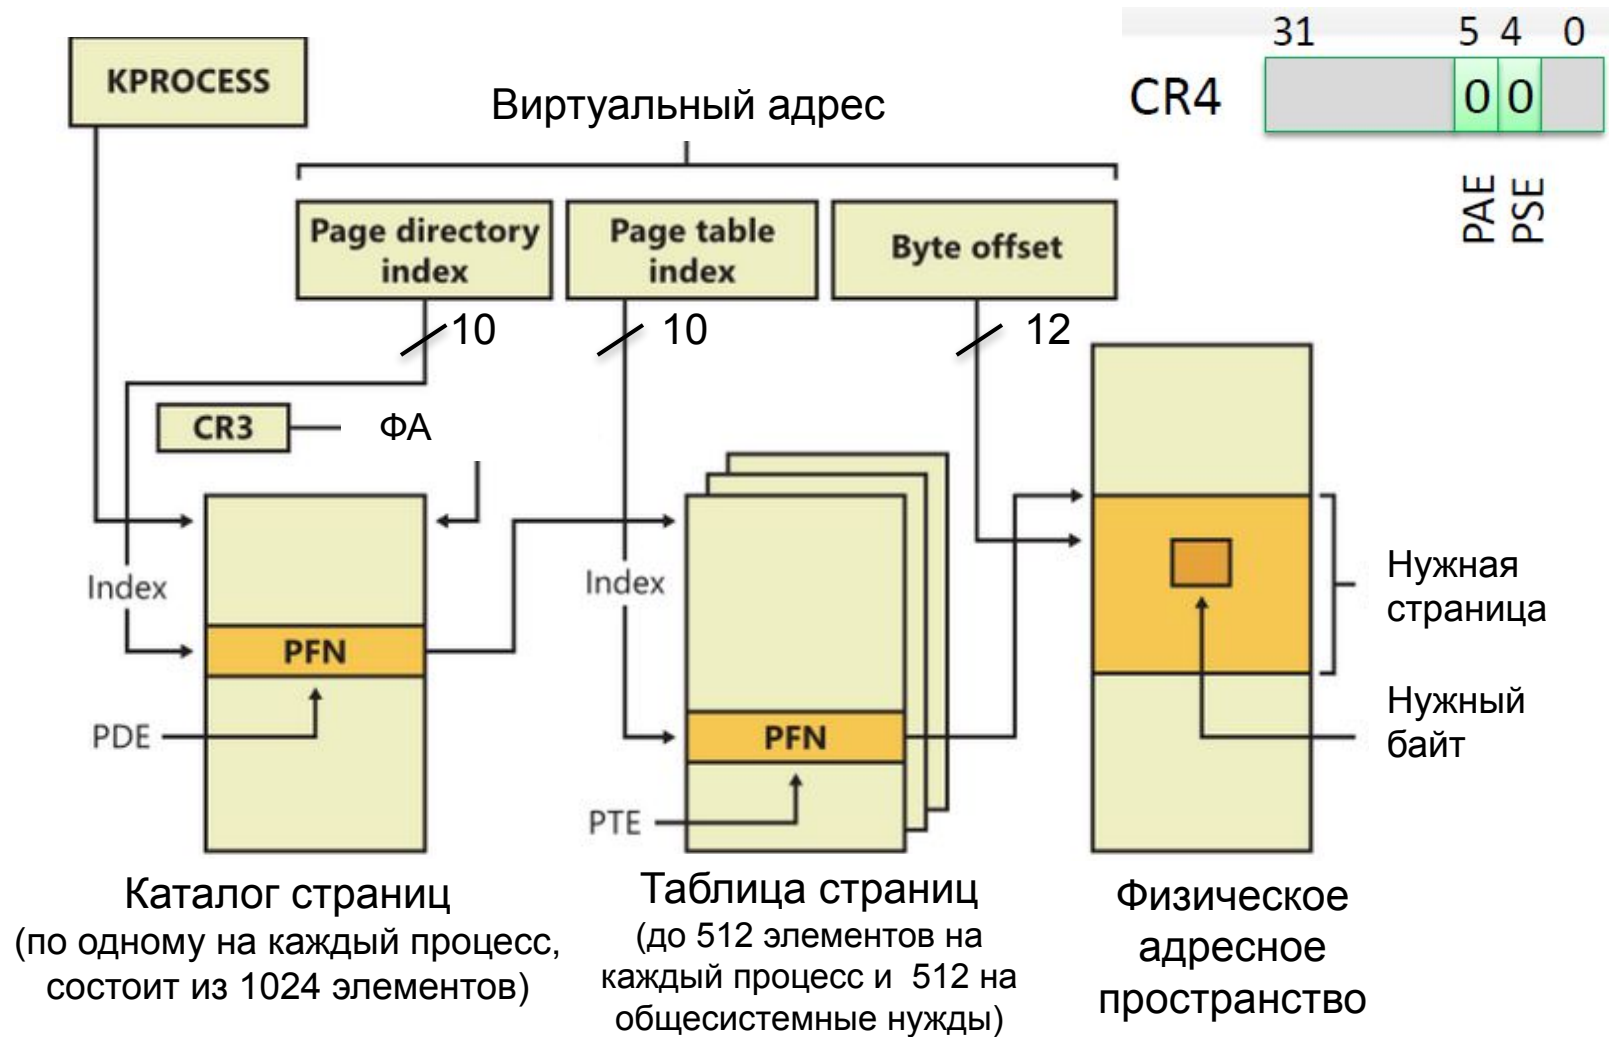 31 5 4 0
CR4 0 0
PAE
PSE
KPROCESS
Виртуальный адрес
Page directory
index
Page table
index
Byte offset
10
10
12
CR3
ФА
Index
Index
PFN
PDE
PFN
PTE
Нужная
страница
Нужный
байт
Каталог страниц
(по одному на каждый процесс,
состоит из 1024 элементов)
Таблица страниц
(до 512 элементов на
каждый процесс и 512 на
общесистемные нужды)
Физическое
адресное
пространство